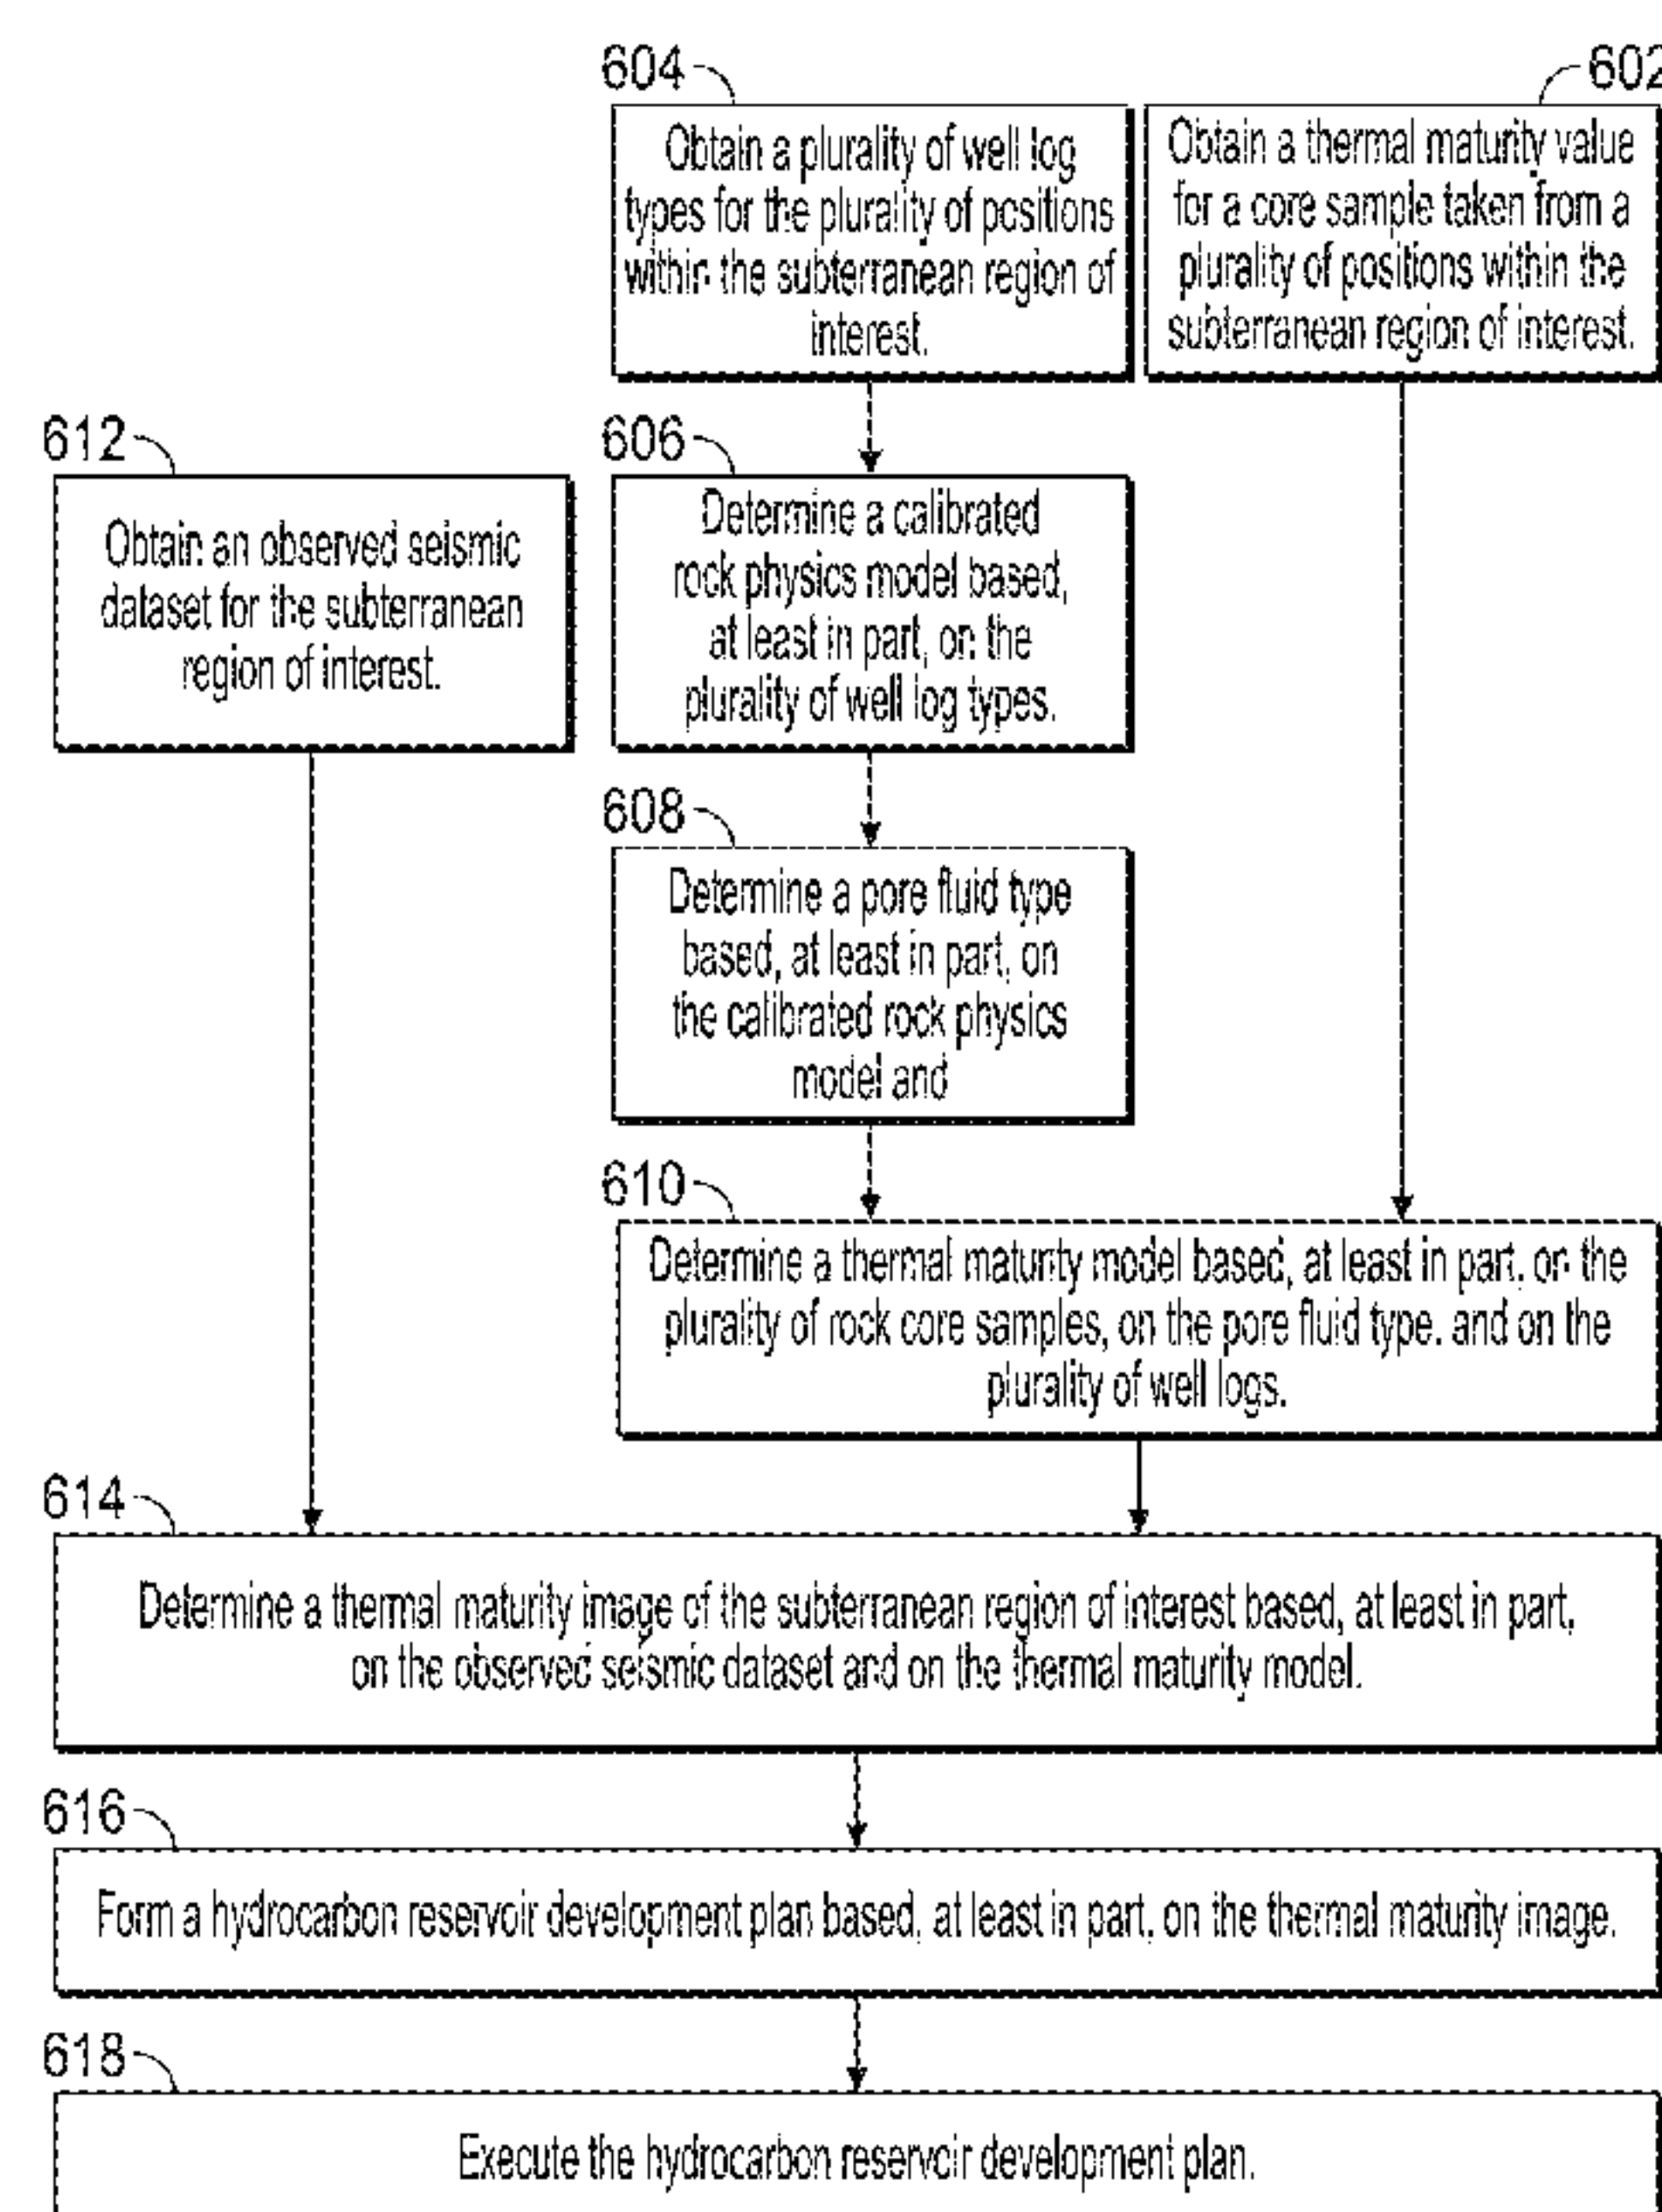 604
Obtain a plurality of well log
types for the plurality of positions
within the subterranean region of
interest.
602
Obtain a thermal maturity value
for a core sample taken from a
plurality of positions within the
subterranean region of interest.
612
Obtain an observed seismic
dataset for the subterranean
region of interest.
606
Determine a calibrated
rock physics model based,
at least in part, on the
plurality of well log types.
608
Determine a pore fluid type
based, at least in part, on
the calibrated rock physics
model and
610
Determine a thermal maturity model based, at least in part, on the
plurality of rock core samples, on the pore fluid type, and on the
plurality of well logs.
614
Determine a thermal maturity image of the subterranean region of interest based, at least in part,
on the observed seismic dataset and on the thermal maturity model.
616
Form a hydrocarbon reservoir development plan based, at least in part, on the thermal maturity image.
618
Execute the hydrocarbon reservoir development plan.